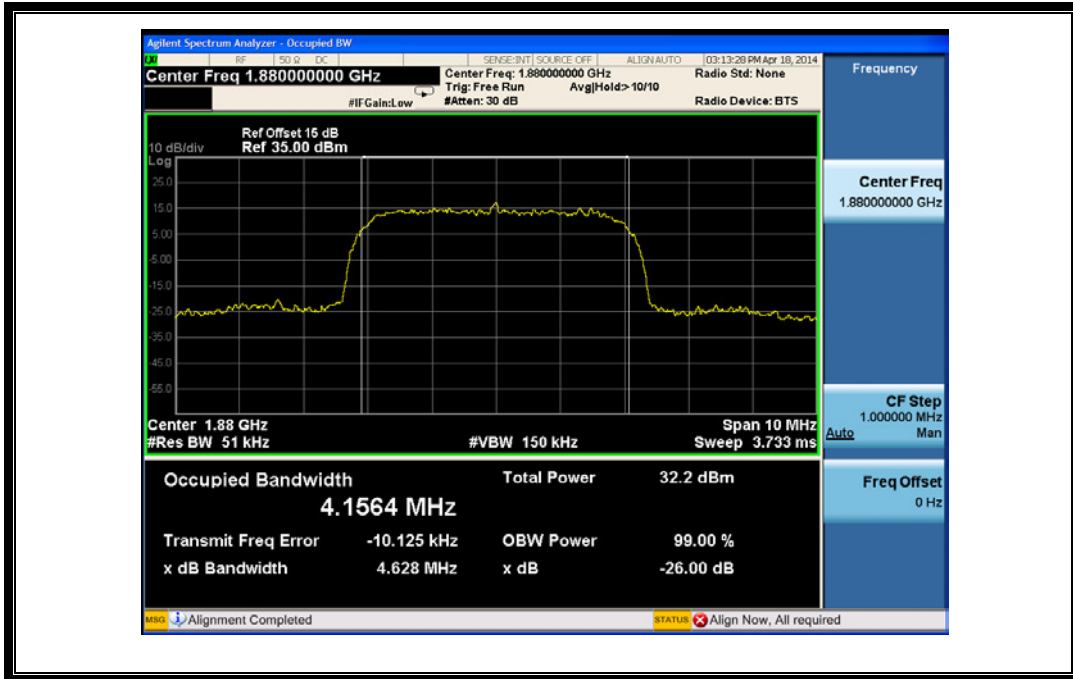 Agilent Spectrum Analyzer - Occupied BW
RF 50 Ω DC SENSE:INT SOURCE OFF ALIGN AUTO 03:13:28 PM Apr 18, 2014
Center Freq 1.880000000 GHz
Center Freq: 1.880000000 GHz
Radio Std: None
Trig: Free Run
Avg|Hold:> 10/10
#IFGain:Low
#Atten: 30 dB
Radio Device: BTS
Ref Offset 15 dB
10 dB/div Ref 35.00 dBm
Log
25.0
15.0
5.00
-5.00
-15.0
-25.0
-35.0
-45.0
-55.0
Center 1.88 GHz
Span 10 MHz
#Res BW 51 kHz
#VBW 150 kHz
Sweep 3.733 ms
Occupied Bandwidth
4.1564 MHz
Total Power 32.2 dBm
Transmit Freq Error -10.125 kHz
OBW Power 99.00 %
x dB Bandwidth 4.628 MHz
x dB -26.00 dB
Frequency
Center Freq
1.880000000 GHz
CF Step
1.000000 MHz
Auto Man
Freq Offset
0 Hz
MSG Alignment Completed
STATUS Align Now, All required